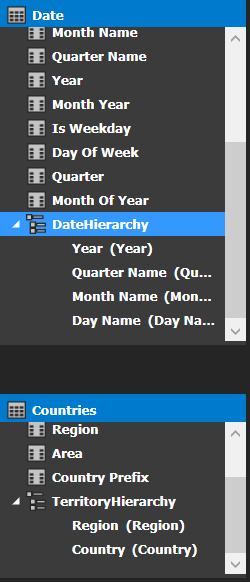 Date
Month Name
Quarter Name
Year
Month Year
Is Weekday
Day Of Week
Quarter
Month Of Year
DateHierarchy
Year (Year)
Quarter Name (Qu...
Month Name (Mon...
Day Name (Day Na...
Countries
Region
Area
Country Prefix
TerritoryHierarchy
Region (Region)
Country (Country)